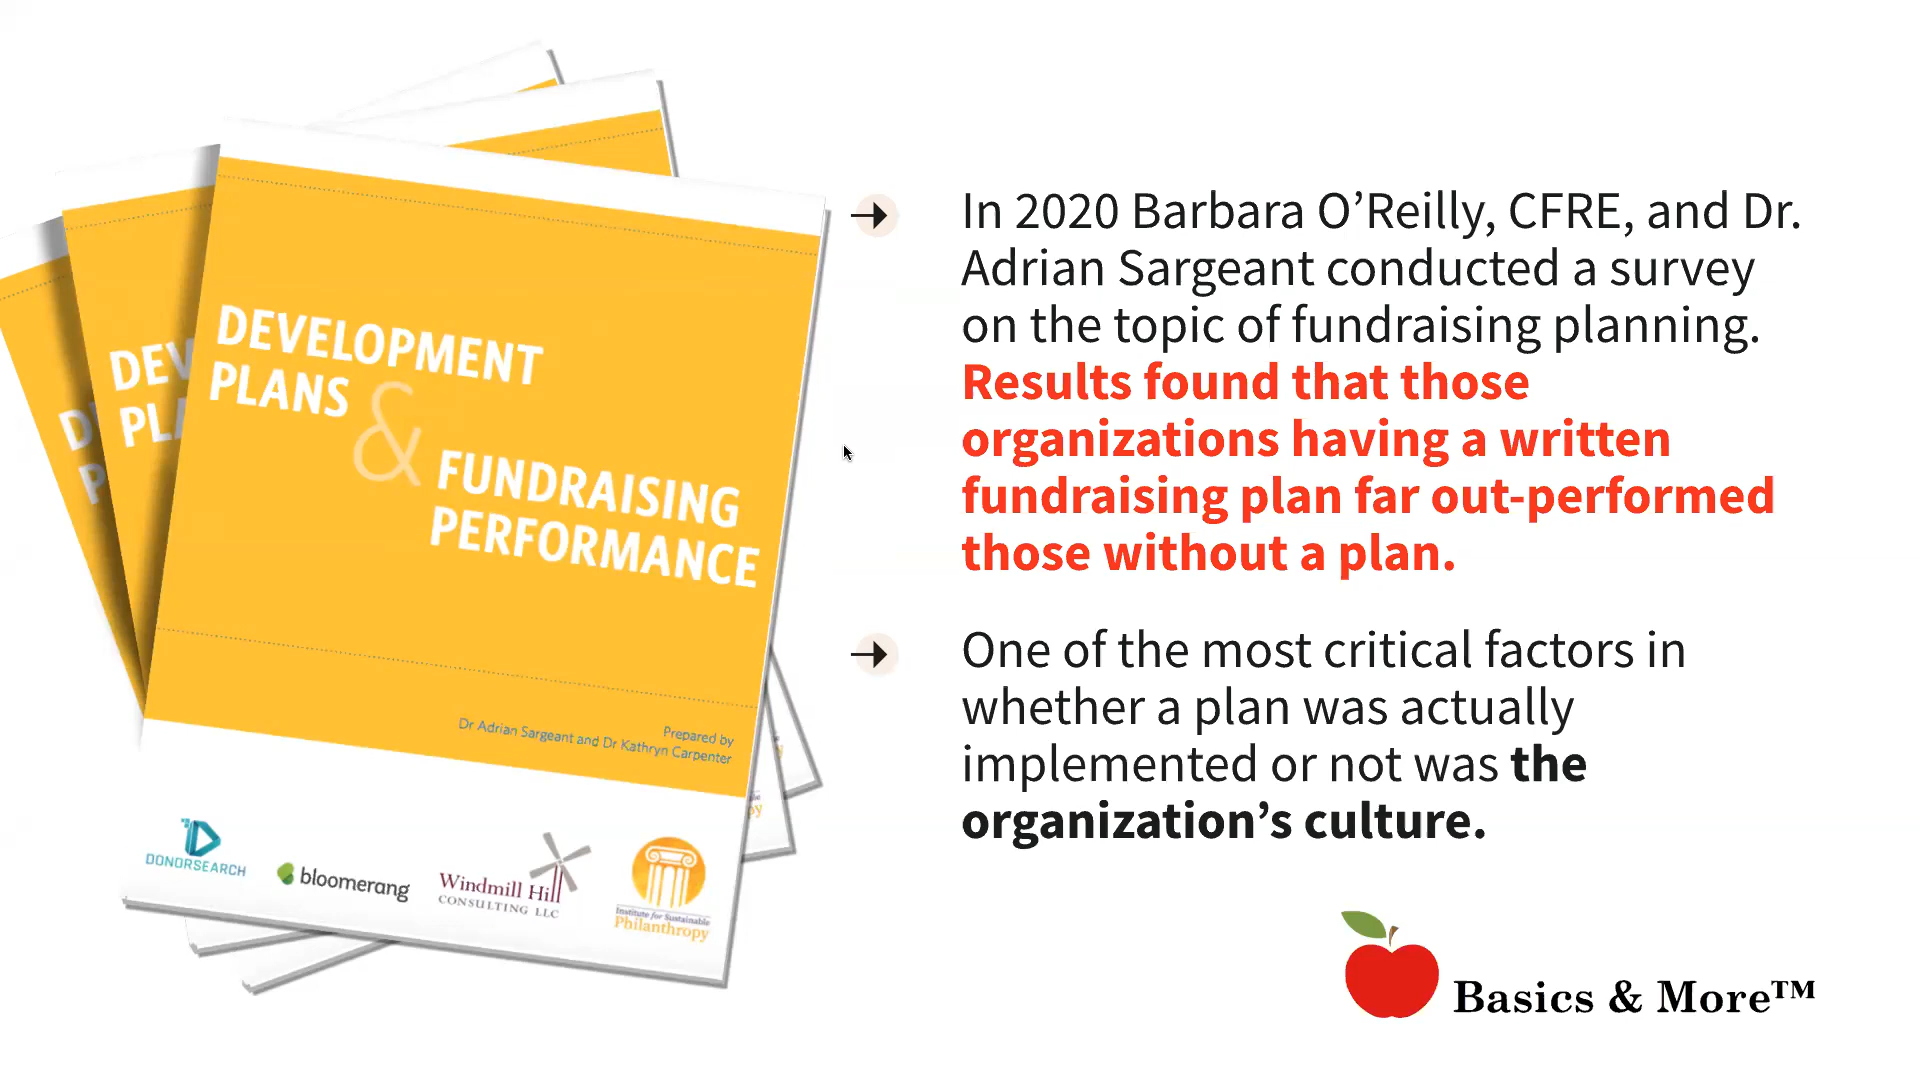 DEVELOPMENT
PLANS
&
FUNDRAISING
PERFORMANCE
Prepared by
Dr Adrian Sargeant and Dr Kathryn Carpenter
DONORSEARCH
bloomerang
Windmill Hill
CONSULTING LLC
Institute for Sustainable
Philanthropy
DEV
PLA
D
P
py
In 2020 Barbara O’Reilly, CFRE, and Dr.
Adrian Sargeant conducted a survey
on the topic of fundraising planning.
Results found that those
organizations having a written
fundraising plan far out-performed
those without a plan.
One of the most critical factors in
whether a plan was actually
implemented or not was the
organization’s culture.
Basics & More™